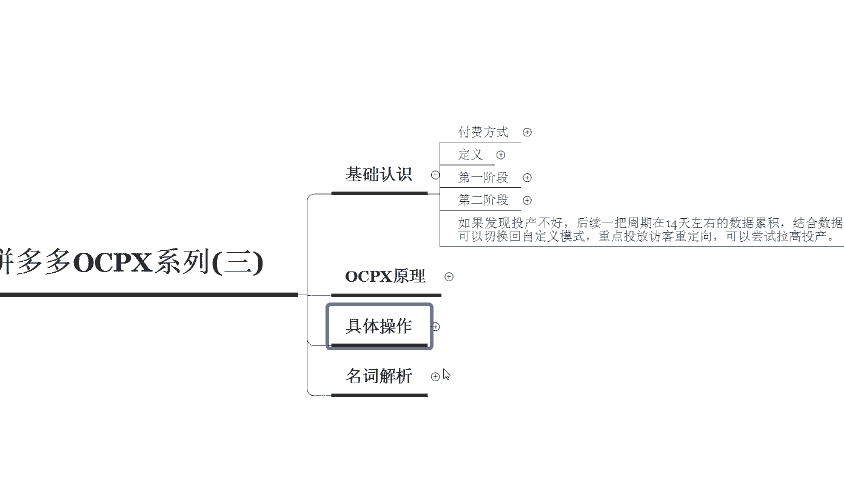 付费方式
定义
基础认识
第一阶段
第二阶段
如果发现投产不好，后续一把周期在14天左右的数据累积，结合数据
可以切换回自定义模式，重点投放访客重定向，可以尝试拉高投产。
拼多多OCPX系列(三)
OCPX原理
具体操作
名词解析